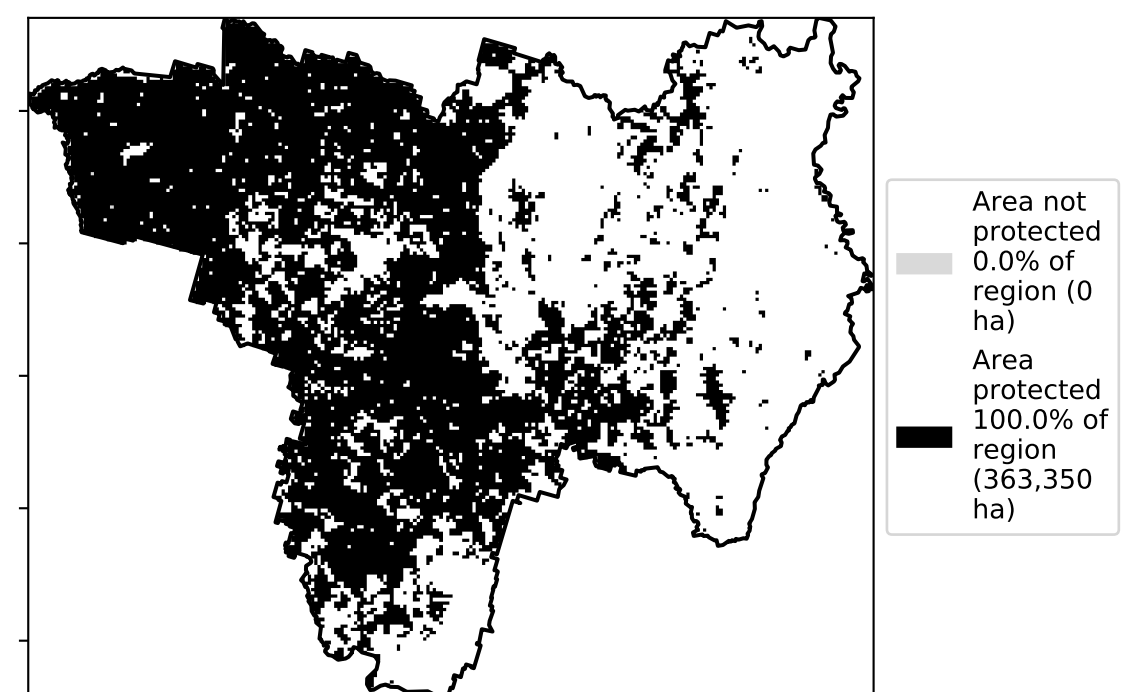 Area not
protected
0.0% of
region (0
ha)
Area
protected
100.0% of
region
(363,350
ha)